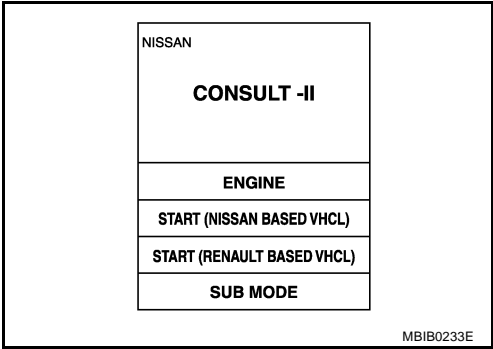 NISSAN
CONSULT -II
ENGINE
START (NISSAN BASED VHCL)
START (RENAULT BASED VHCL)
SUB MODE
MBIB0233E